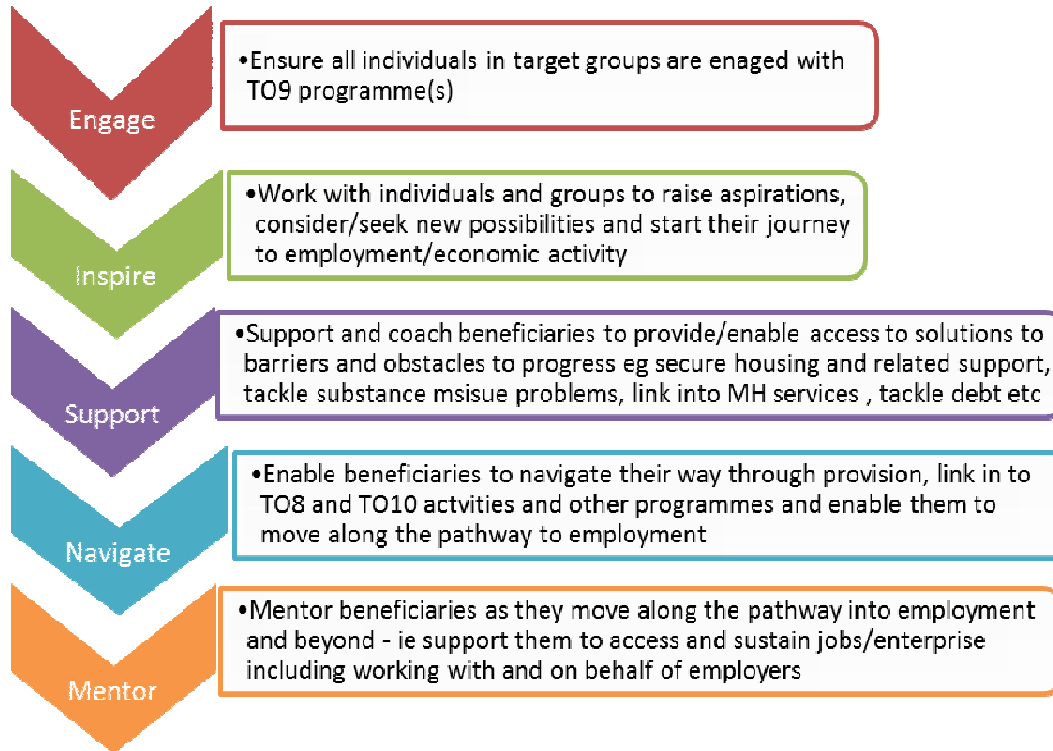 Engage
•Ensure all individuals in target groups are enaged with
TO9 programme(s)
Inspire
•Work with individuals and groups to raise aspirations,
consider/seek new possibilities and start their journey
to employment/economic activity
Support
•Support and coach beneficiaries to provide/enable access to solutions to
barriers and obstacles to progress eg secure housing and related support,
tackle substance msisue problems, link into MH services , tackle debt etc
Navigate
•Enable beneficiaries to navigate their way through provision, link in to
TO8 and TO10 actvities and other programmes and enable them to
move along the pathway to employment
Mentor
•Mentor beneficiaries as they move along the pathway into employment
and beyond - ie support them to access and sustain jobs/enterprise
including working with and on behalf of employers